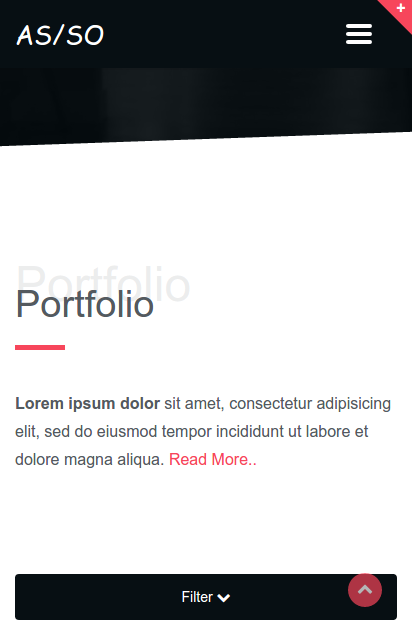 AS/SO
Portfolio
Portfolio
Lorem ipsum dolor sit amet, consectetur adipisicing
elit, sed do eiusmod tempor incididunt ut labore et
dolore magna aliqua. Read More..
Filter